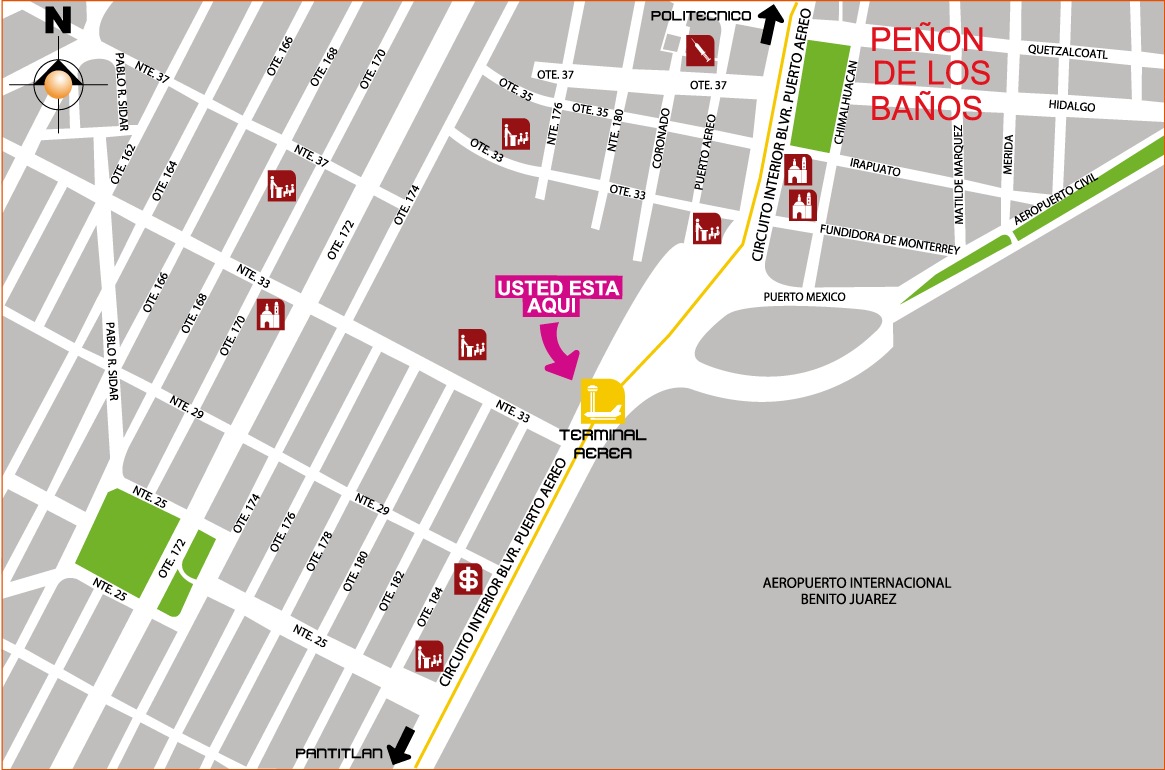 N
POLITECNICO
PEÑON
DE LOS
BAÑOS
QUETZALCOATL
HIDALGO
CHIMALHUACAN
IRAPUATO
MATILDE MARQUEZ
MERIDA
AEROPUERTO CIVIL
FUNDIDORA DE MONTERREY
PUERTO MEXICO
CIRCUITO INTERIOR BLVR. PUERTO AEREO
OTE. 37
OTE. 37
OTE. 35
OTE. 35
OTE. 33
OTE. 33
NTE. 176
NTE. 180
CORONADO
PUERTO AEREO
PABLO R. SIDAR
NTE. 37
OTE. 166
OTE. 168
OTE. 170
OTE. 162
OTE. 164
NTE. 37
OTE. 174
OTE. 172
NTE. 33
OTE. 166
OTE. 168
OTE. 170
PABLO R. SIDAR
USTED ESTA
AQUI
NTE. 29
NTE. 33
TERMINAL
AEREA
NTE. 25
NTE. 29
OTE. 172
OTE. 174
OTE. 176
OTE. 178
OTE. 180
OTE. 182
OTE. 184
$
CIRCUITO INTERIOR BLVR. PUERTO AEREO
NTE. 25
NTE. 25
AEROPUERTO INTERNACIONAL
BENITO JUAREZ
PANTITLAN